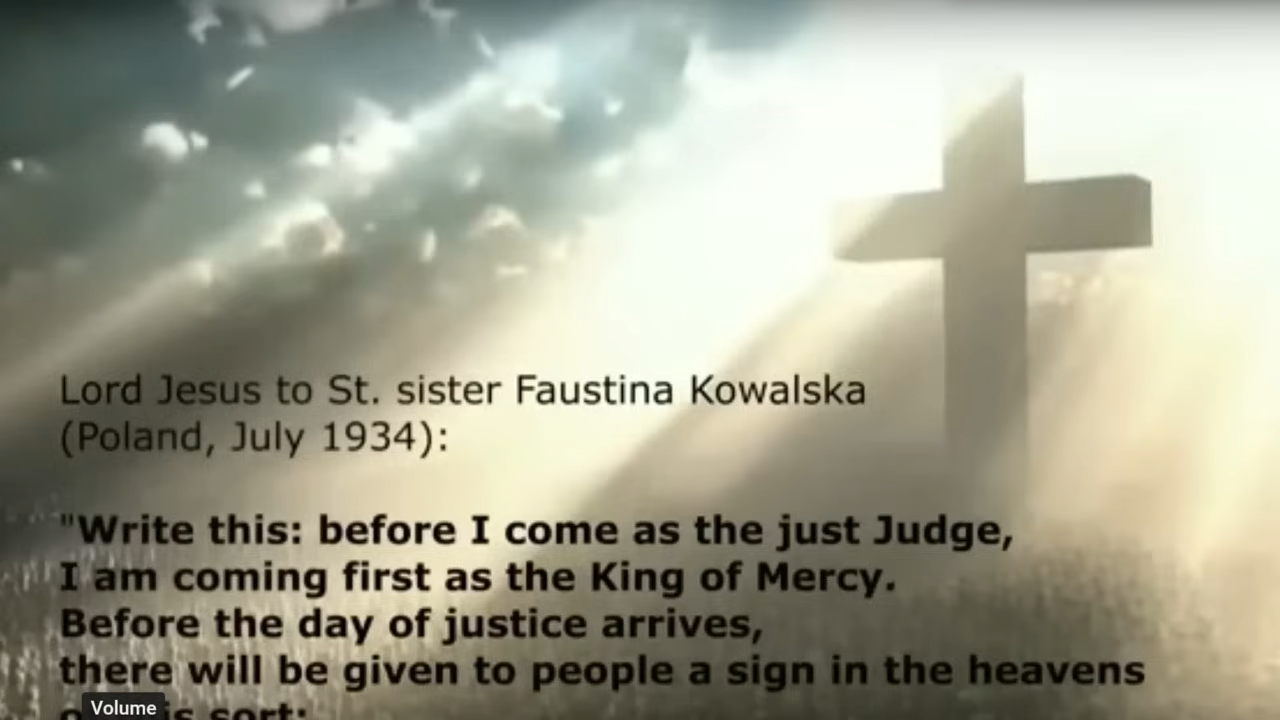 Lord Jesus to St. sister Faustina Kowalska
(Poland, July 1934):
"Write this: before I come as the just Judge,
I am coming first as the King of Mercy.
Before the day of justice arrives,
there will be given to people a sign in the heavens
sort:
Volume